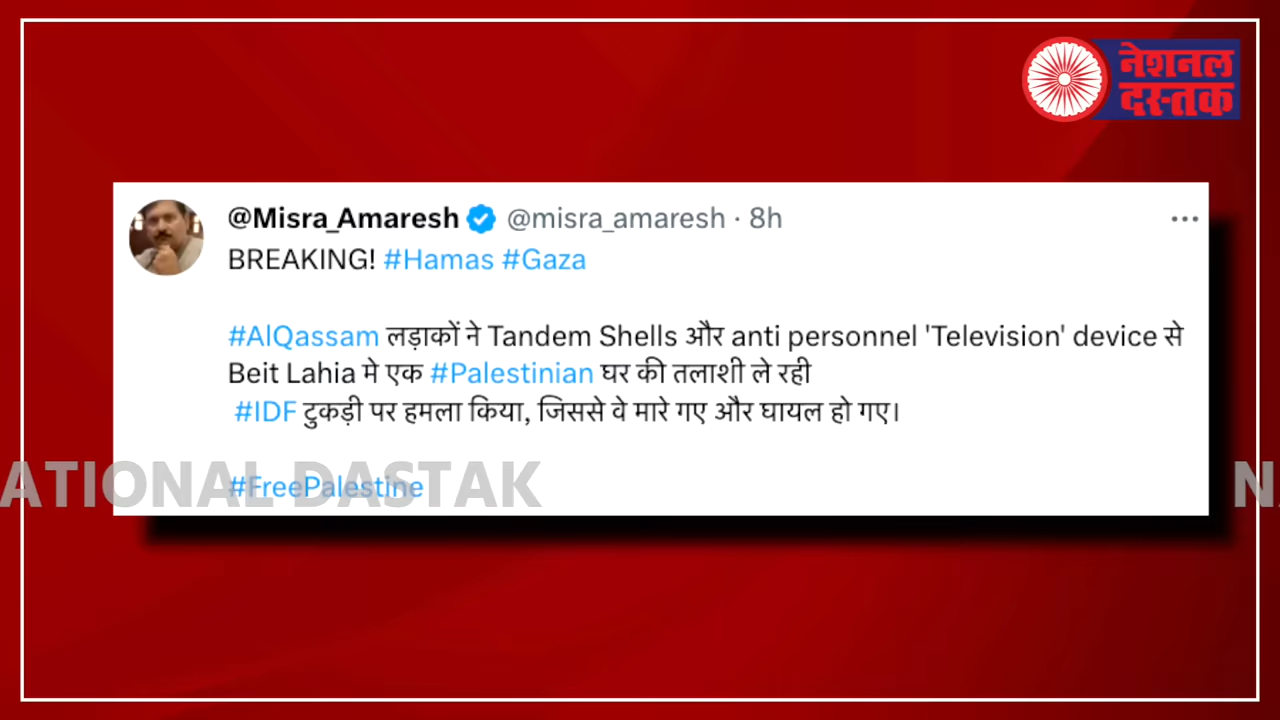 नेशनल
दस्तक
@Misra_Amaresh @misra_amaresh · 8h
BREAKING! #Hamas #Gaza
#AlQassam लड़ाकों ने Tandem Shells और anti personnel 'Television' device से
Beit Lahia मे एक #Palestinian घर की तलाशी ले रही
#IDF टुकड़ी पर हमला किया, जिससे वे मारे गए और घायल हो गए।
#FreePalestine
ATIONAL DASTAK